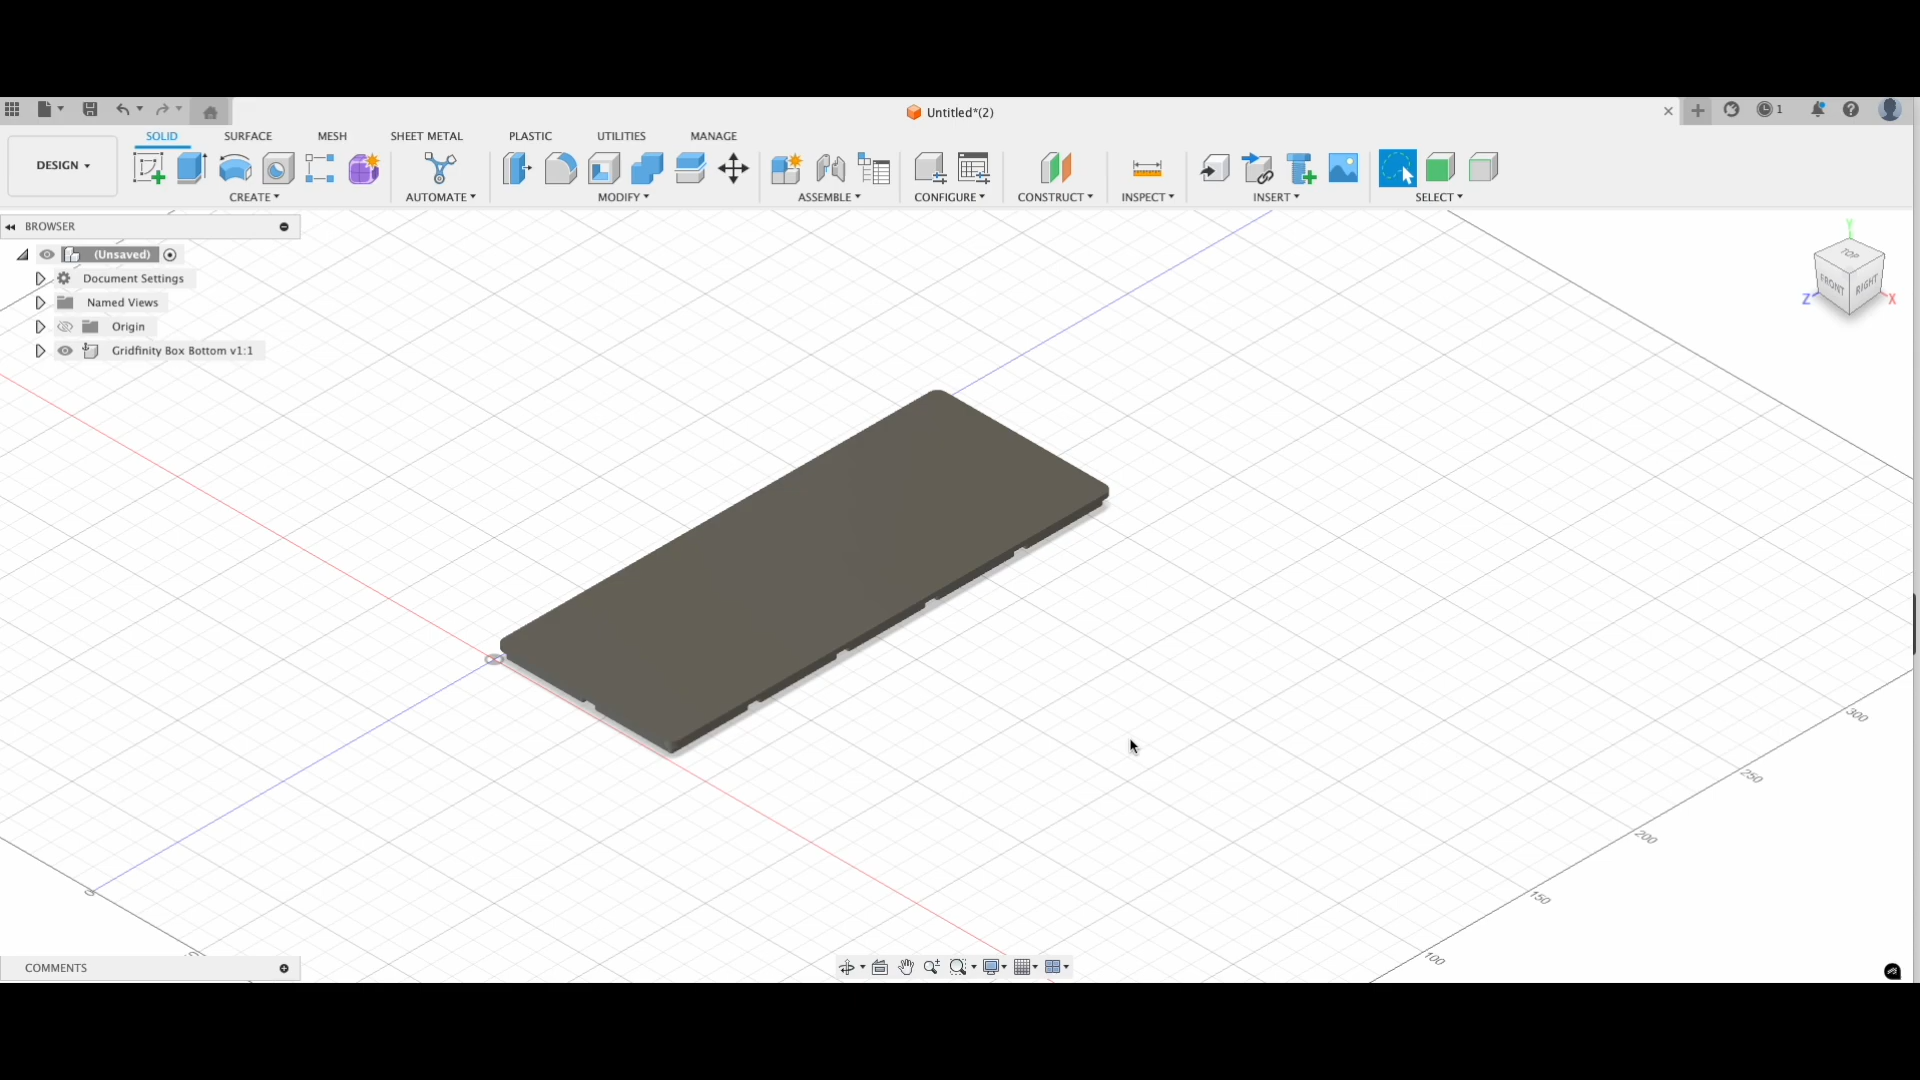 Untitled*(2)
1
SOLID SURFACE MESH SHEET METAL PLASTIC UTILITIES MANAGE
DESIGN
CREATE AUTOMATE MODIFY ASSEMBLE CONFIGURE CONSTRUCT INSPECT INSERT SELECT
BROWSER
(Unsaved)
Document Settings
Named Views
Origin
Gridfinity Box Bottom v1:1
Y
TOP
FRONT RIGHT
Z X
300
250
200
150
100
0
COMMENTS